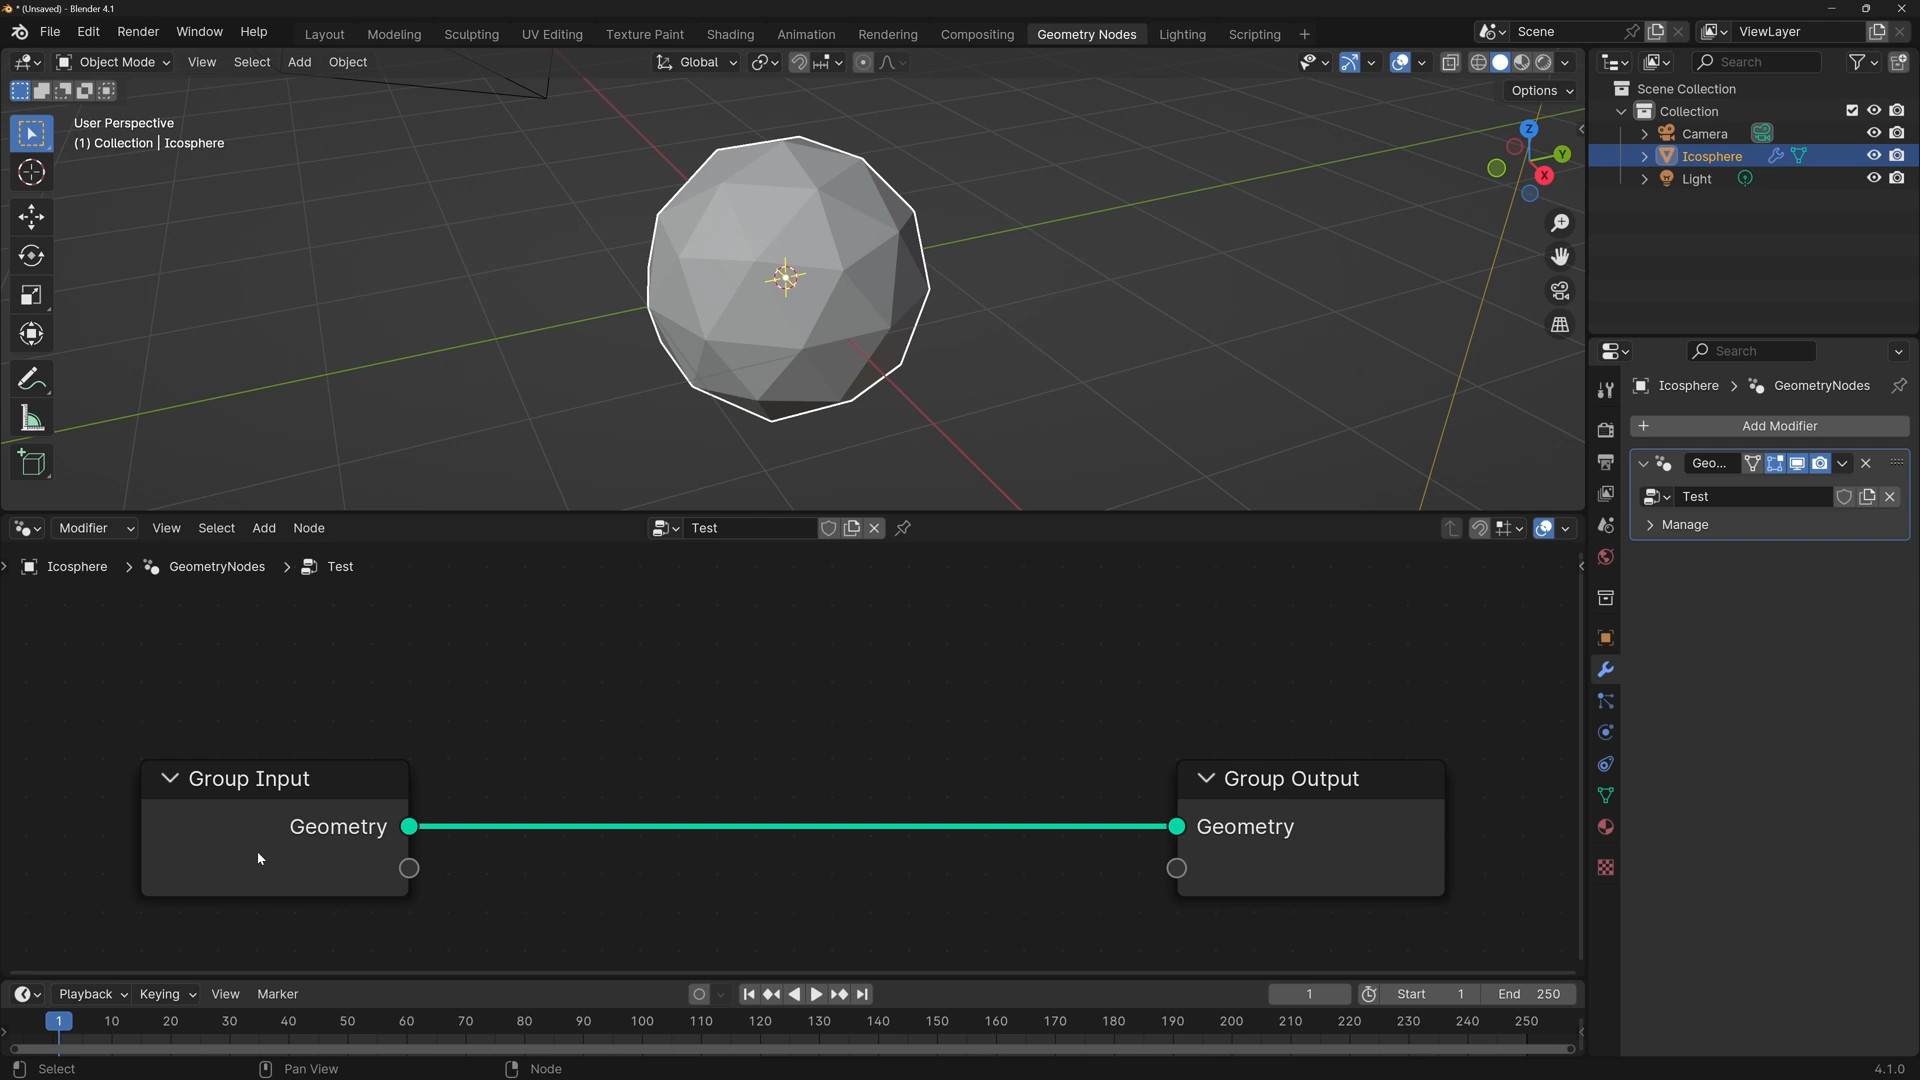 * (Unsaved) - Blender 4.1
File Edit Render Window Help Layout Modeling Sculpting UV Editing Texture Paint Shading Animation Rendering Compositing Geometry Nodes Lighting Scripting + Scene ViewLayer
Object Mode View Select Add Object Global Search
Options
User Perspective
(1) Collection | Icosphere
Z
Y
X
Scene Collection
Collection
Camera
Icosphere
Light
Search
Icosphere > GeometryNodes
+ Add Modifier
Geo...
Test
Manage
Modifier View Select Add Node Test
Icosphere > GeometryNodes > Test
Group Input
Geometry
Group Output
Geometry
Playback Keying View Marker 1 Start 1 End 250
1 10 20 30 40 50 60 70 80 90 100 110 120 130 140 150 160 170 180 190 200 210 220 230 240 250
Select Pan View Node 4.1.0